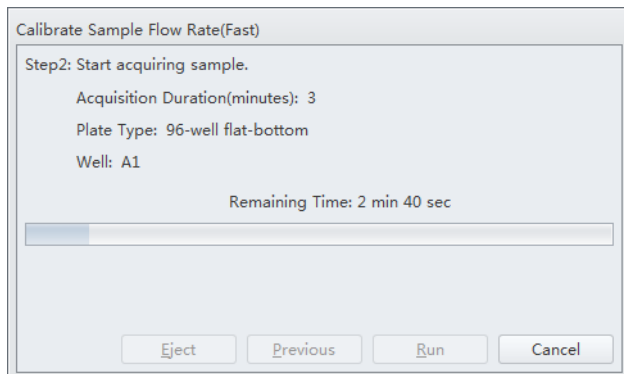 Calibrate Sample Flow Rate(Fast)
Step2: Start acquiring sample.
Acquisition Duration(minutes): 3
Plate Type: 96-well flat-bottom
Well: A1
Remaining Time: 2 min 40 sec
Eject Previous Run Cancel